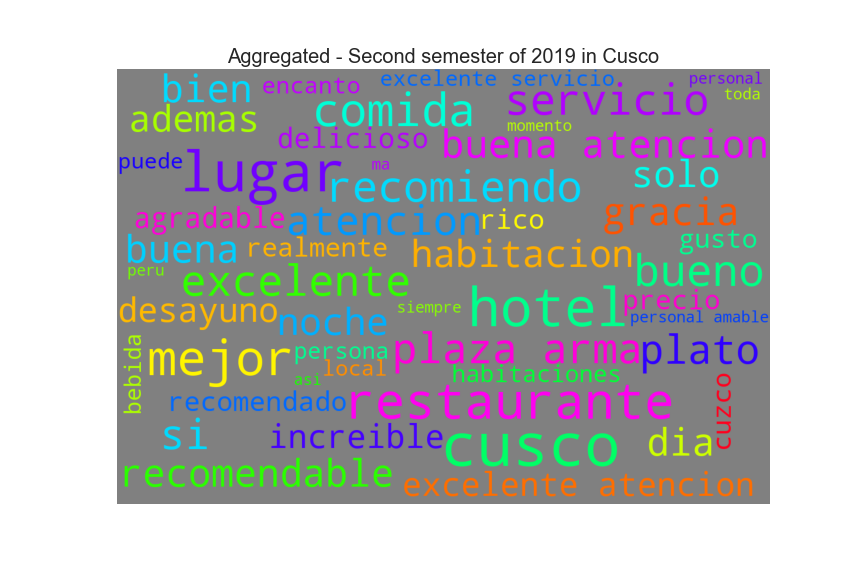 Aggregated - Second semester of 2019 in Cusco
bien
encanto
excelente servicio
personal
toda
ademas
comida
servicio
momento
delicioso
buena atencion
puede
lugar
ma
recomiendo
solo
agradable
atencion
rico
gracia
buena
realmente
habitacion
gusto
peru
excelente
bueno
desayuno
noche
siempre
hotel
precio
personal amable
bebida
mejor
persona
plaza arma
plato
local
asi
habitaciones
cuzco
recomendado
restaurante
si
increible
cusco
dia
recomendable
excelente atencion